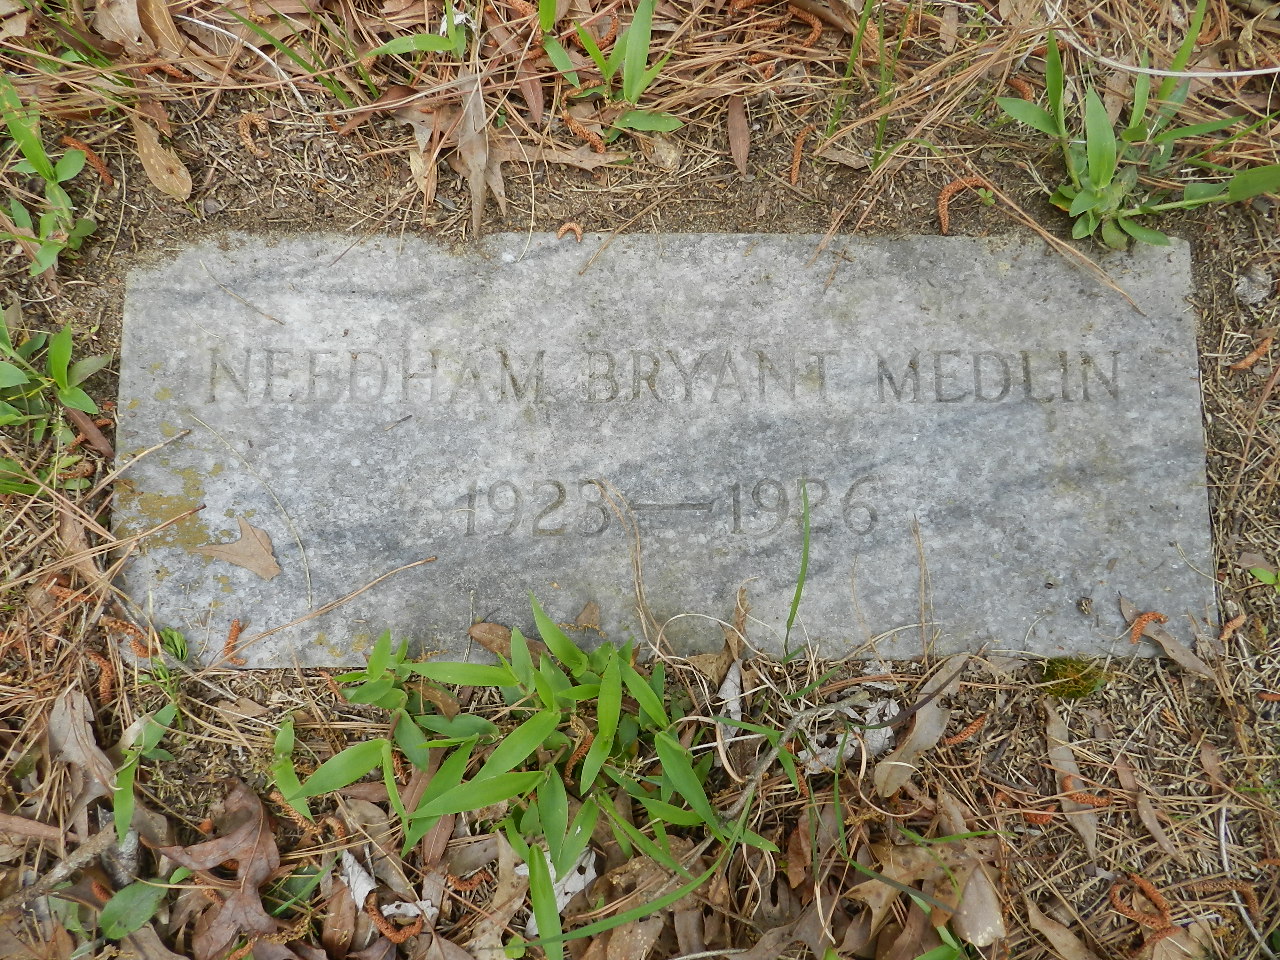 NEEDHAM BRYANT MEDLIN
1923 — 1926